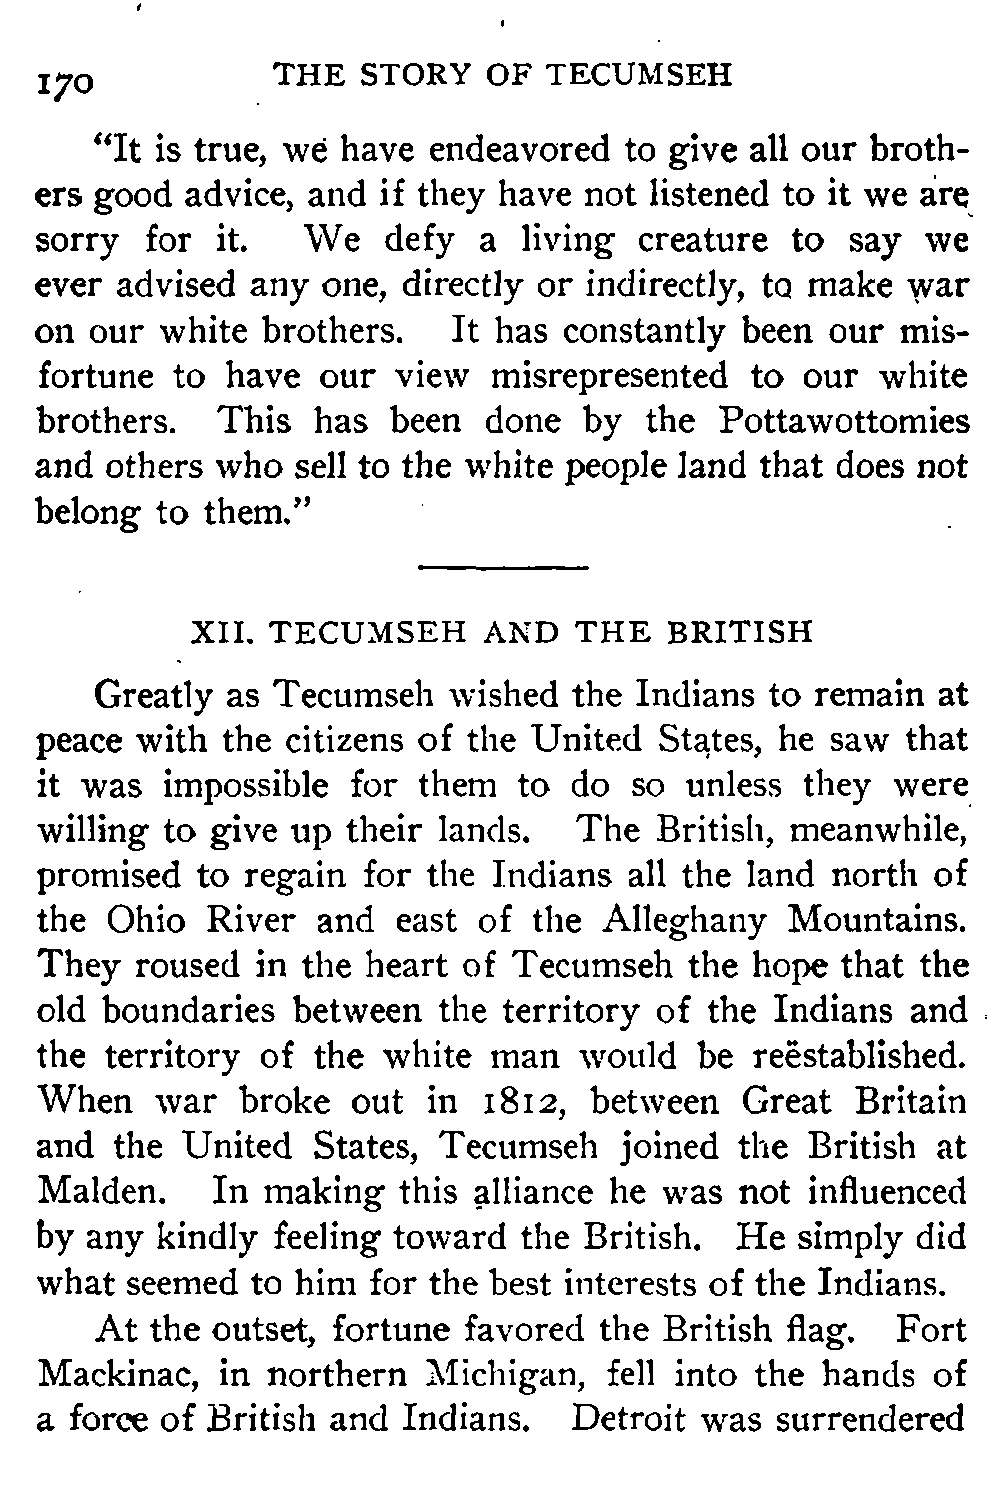 170 THE STORY OF TECUMSEH
"It is true, we have endeavored to give all our broth-
ers good advice, and if they have not listened to it we are
sorry for it. We defy a living creature to say we
ever advised any one, directly or indirectly, to make war
on our white brothers. It has constantly been our mis-
fortune to have our view misrepresented to our white
brothers. This has been done by the Pottawottomies
and others who sell to the white people land that does not
belong to them."
XII. TECUMSEH AND THE BRITISH
Greatly as Tecumseh wished the Indians to remain at
peace with the citizens of the United States, he saw that
it was impossible for them to do so unless they were
willing to give up their lands. The British, meanwhile,
promised to regain for the Indians all the land north of
the Ohio River and east of the Alleghany Mountains.
They roused in the heart of Tecumseh the hope that the
old boundaries between the territory of the Indians and
the territory of the white man would be reëstablished.
When war broke out in 1812, between Great Britain
and the United States, Tecumseh joined the British at
Malden. In making this alliance he was not influenced
by any kindly feeling toward the British. He simply did
what seemed to him for the best interests of the Indians.
At the outset, fortune favored the British flag. Fort
Mackinac, in northern Michigan, fell into the hands of
a force of British and Indians. Detroit was surrendered